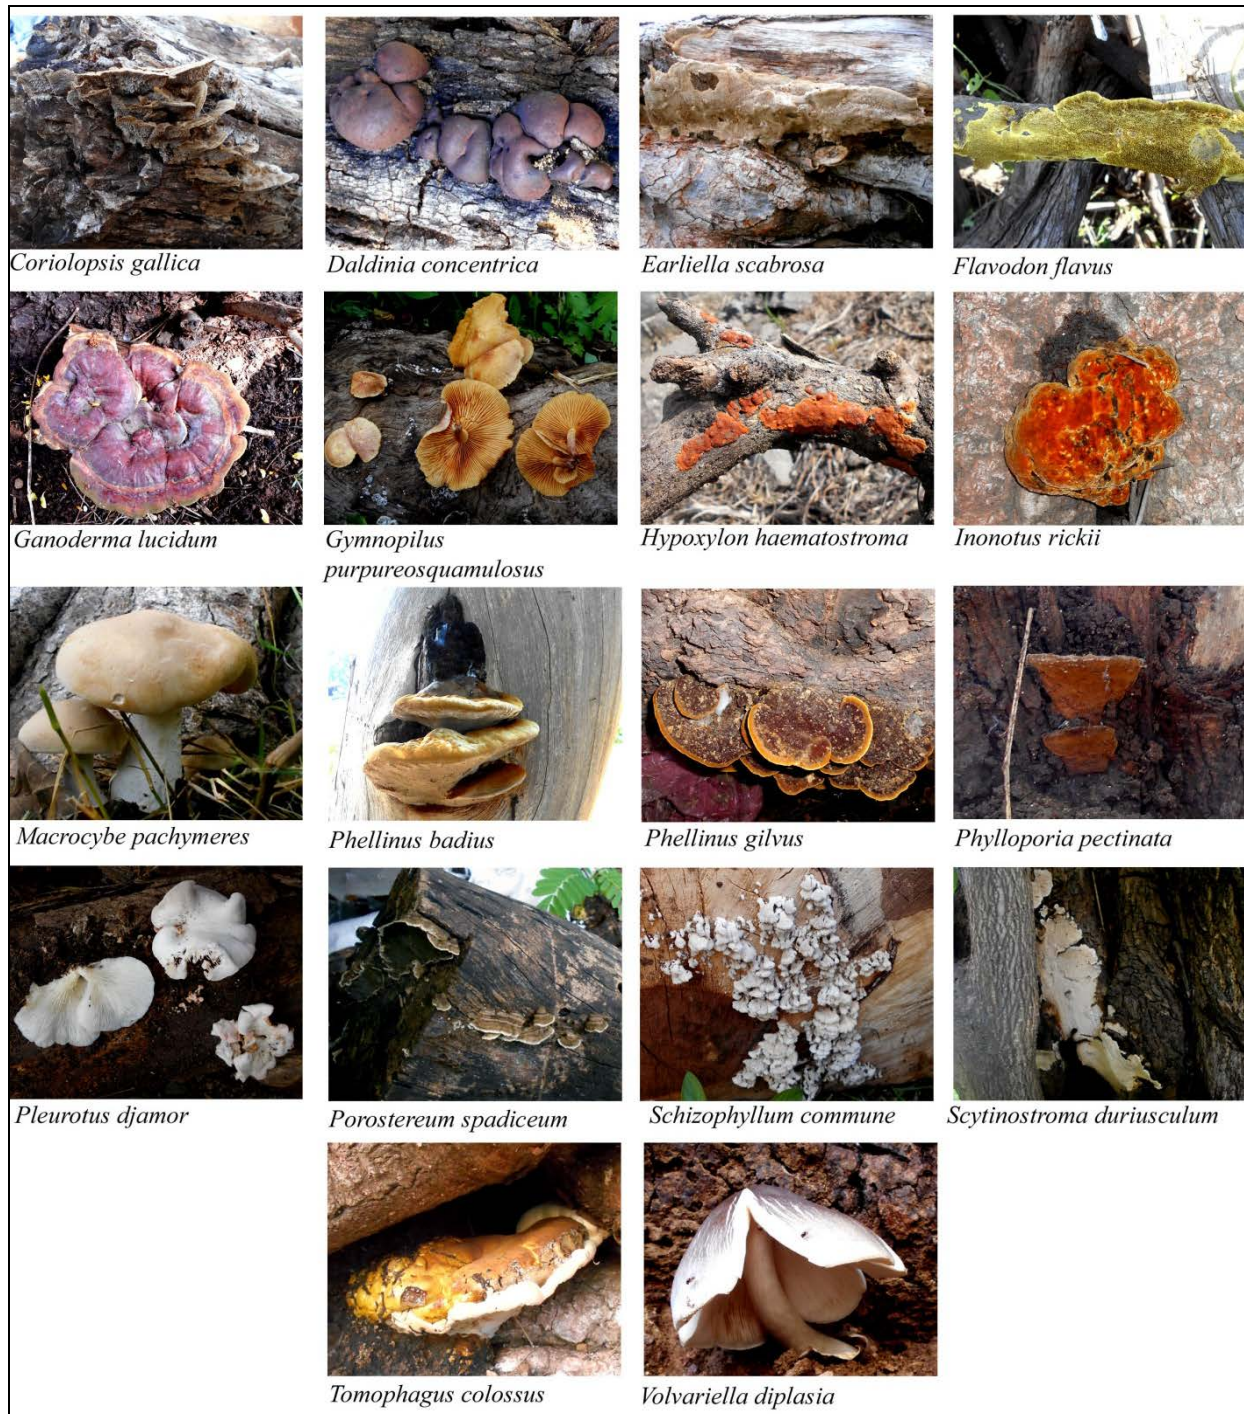 Coriolopsis gallica
Daldinia concentrica
Earliella scabrosa
Flavodon flavus
Ganoderma lucidum
Gymnopilus
purpureosquamulosus
Hypoxylon haematostroma
Inonotus rickii
Macrocybe pachymeres
Phellinus badius
Phellinus gilvus
Phylloporia pectinata
Pleurotus djamor
Porostereum spadiceum
Schizophyllum commune
Scytinostroma duriusculum
Tomophagus colossus
Volvariella diplasia